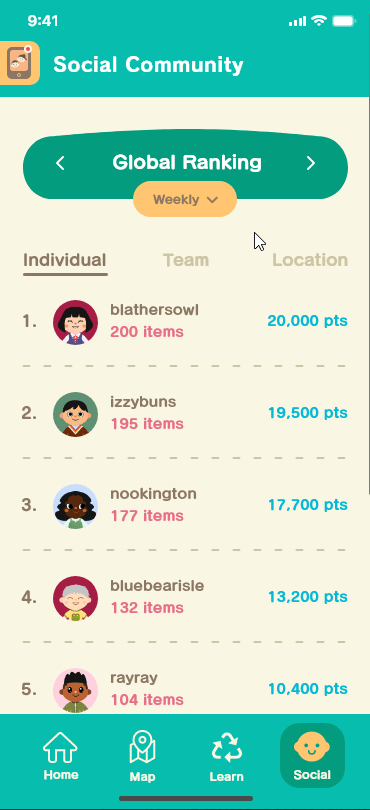 9:41
Social Community
Global Ranking
Weekly
Individual Team Location
1. blathersowl
200 items
20,000 pts
2. izzybuns
195 items
19,500 pts
3. nookington
177 items
17,700 pts
4. bluebearisle
132 items
13,200 pts
5. rayray
104 items
10,400 pts
Home Map Learn Social